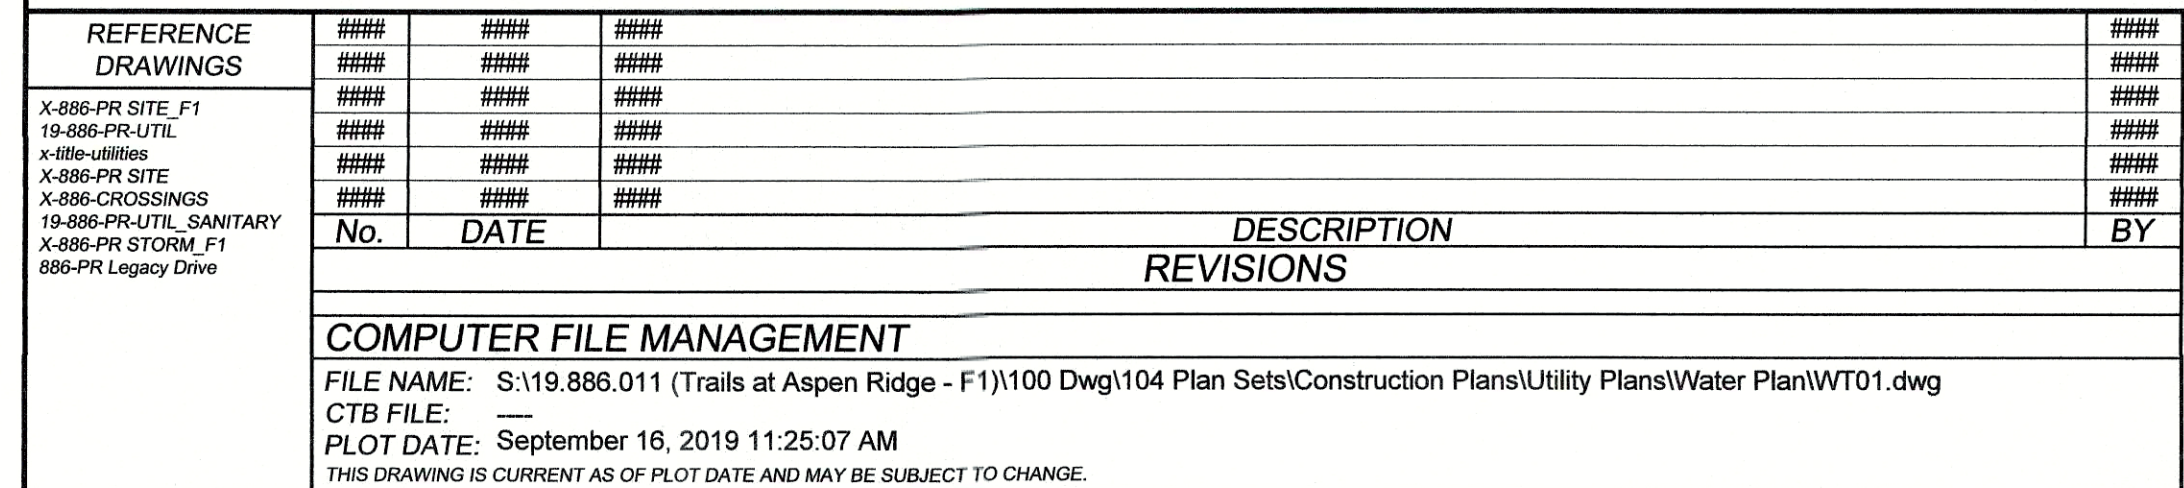 REFERENCE
DRAWINGS
X-886-PR SITE_F1
19-886-PR-UTIL
x-title-utilities
X-886-PR SITE
X-886-CROSSINGS
19-886-PR-UTIL_SANITARY
X-886-PR STORM_F1
886-PR Legacy Drive
#### #### #### ####
#### #### #### ####
#### #### #### ####
#### #### #### ####
#### #### #### ####
#### #### #### ####
No. DATE DESCRIPTION BY
REVISIONS
COMPUTER FILE MANAGEMENT
FILE NAME: S:\19.886.011 (Trails at Aspen Ridge - F1)\100 Dwg\104 Plan Sets\Construction Plans\Utility Plans\Water Plan\WT01.dwg
CTB FILE: ----
PLOT DATE: September 16, 2019 11:25:07 AM
THIS DRAWING IS CURRENT AS OF PLOT DATE AND MAY BE SUBJECT TO CHANGE.